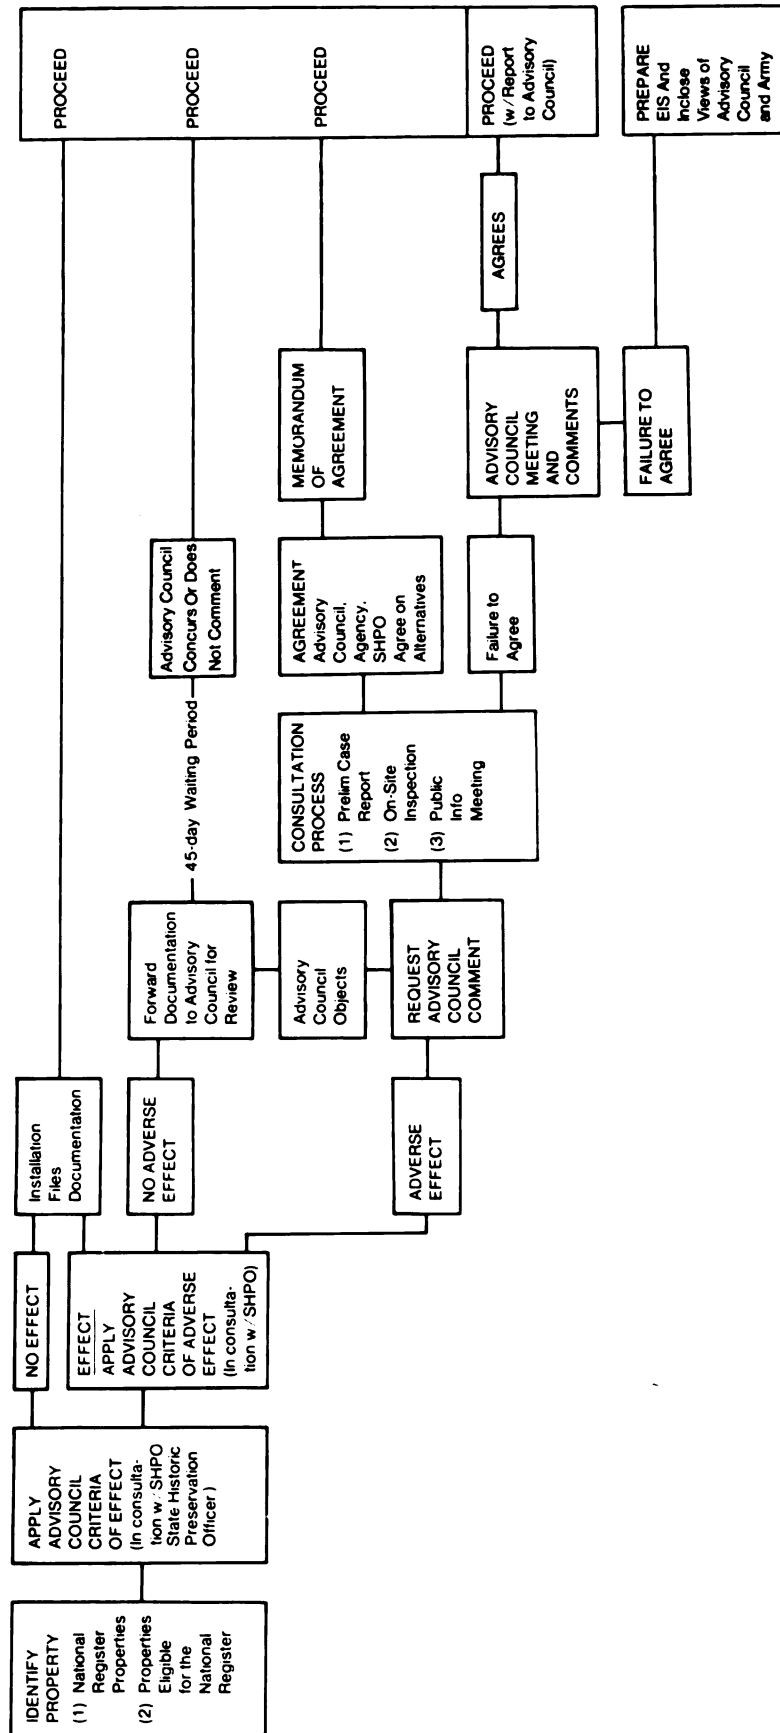 IDENTIFY
PROPERTY
(1) National
Register
Properties
(2) Properties
Eligible
for the
National
Register
APPLY
ADVISORY
COUNCIL
CRITERIA
OF EFFECT
(In consulta-
tion w/SHPO
State Historic
Preservation
Officer)
NO EFFECT
EFFECT
APPLY
ADVISORY
COUNCIL
CRITERIA
OF ADVERSE
EFFECT
(In consulta-
tion w/SHPO)
Installation
Files
Documentation
NO ADVERSE
EFFECT
ADVERSE
EFFECT
Forward
Documentation
to Advisory
Council for
Review
Advisory
Council
Objects
REQUEST
ADVISORY
COUNCIL
COMMENT
45-day Waiting Period
CONSULTATION
PROCESS
(1) Prelim Case
Report
(2) On-Site
Inspection
(3) Public
Info
Meeting
Advisory Council
Concurs Or Does
Not Comment
AGREEMENT
Advisory
Council,
Agency,
SHPO
Agree on
Alternatives
Failure to
Agree
MEMORANDUM
OF
AGREEMENT
ADVISORY
COUNCIL
MEETING
AND
COMMENTS
FAILURE TO
AGREE
AGREES
PROCEED
PROCEED
PROCEED
PROCEED
(w/Report
to Advisory
Council)
PREPARE
EIS And
Inclose
Views of
Advisory
Council
and Army